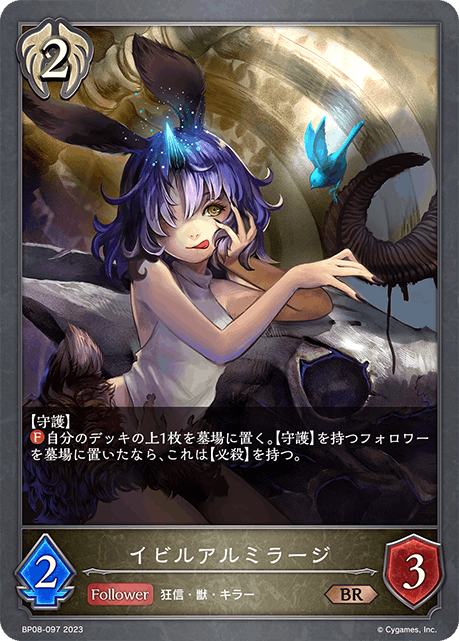 2
【守護】
F 自分のデッキの上1枚を墓場に置く。【守護】を持つフォロワー
を墓場に置いたなら、これは【必殺】を持つ。
イビルアルミラージ
2
Follower 狂信・獣・キラー BR
3
BP08-097 2023 © Cygames, Inc.